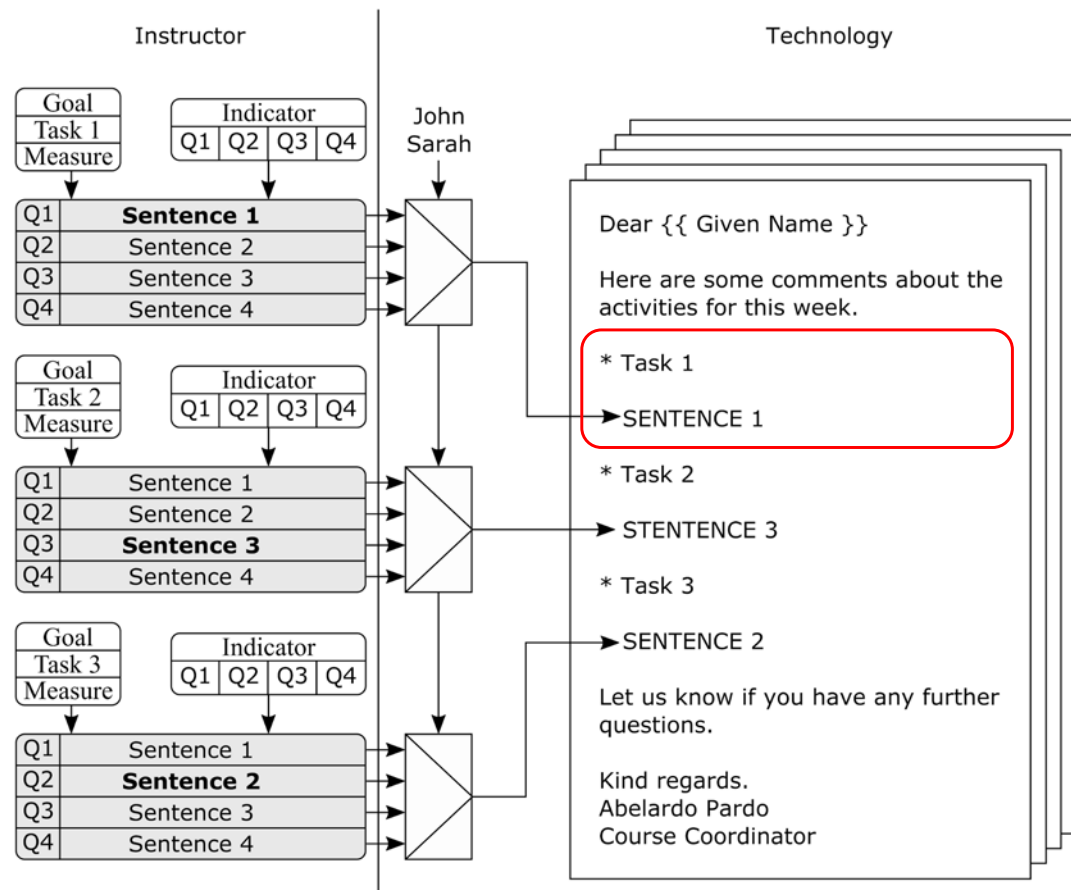 Instructor
Technology
Goal
Task 1
Measure
Indicator
Q1 Q2 Q3 Q4
John
Sarah
Q1 Sentence 1
Q2 Sentence 2
Q3 Sentence 3
Q4 Sentence 4
Goal
Task 2
Measure
Indicator
Q1 Q2 Q3 Q4
Q1 Sentence 1
Q2 Sentence 2
Q3 Sentence 3
Q4 Sentence 4
Goal
Task 3
Measure
Indicator
Q1 Q2 Q3 Q4
Q1 Sentence 1
Q2 Sentence 2
Q3 Sentence 3
Q4 Sentence 4
Dear {{ Given Name }}
Here are some comments about the
activities for this week.
* Task 1
SENTENCE 1
* Task 2
STENTENCE 3
* Task 3
SENTENCE 2
Let us know if you have any further
questions.
Kind regards.
Abelardo Pardo
Course Coordinator